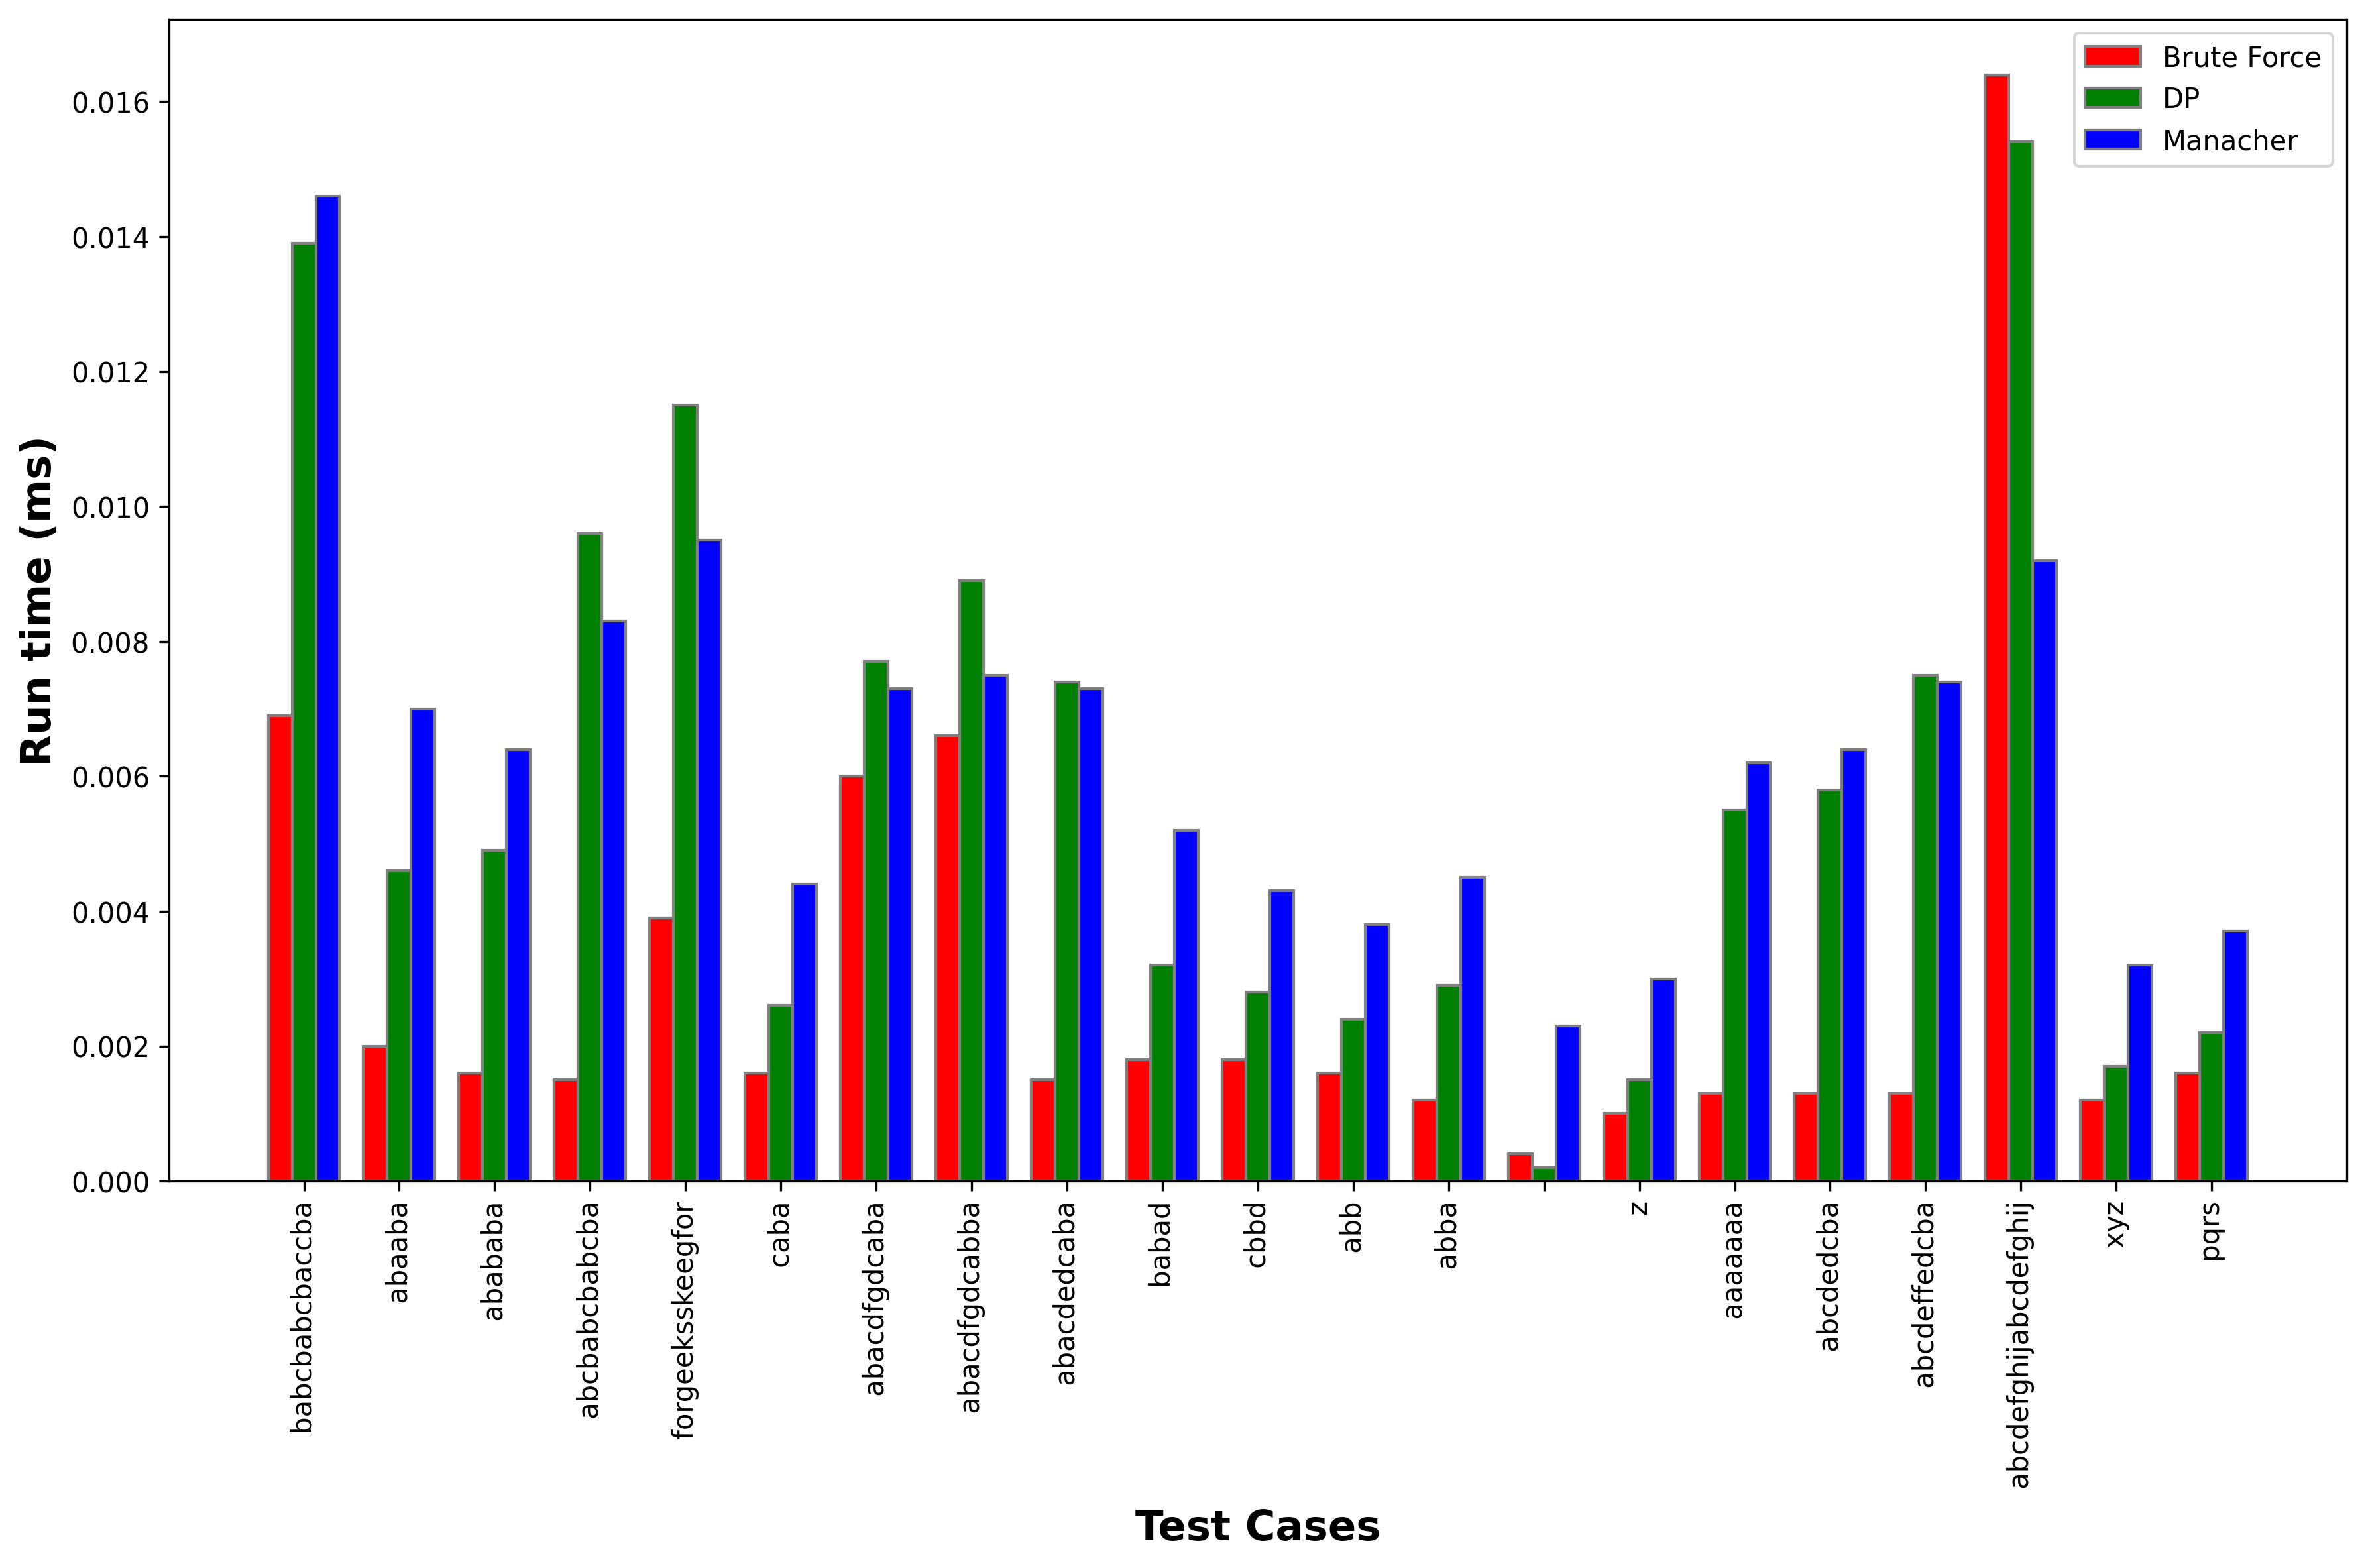 Brute Force
DP
Manacher
0.016
0.014
0.012
0.010
0.008
0.006
0.004
0.002
0.000
Run time (ms)
babcbabcbaccba
abaaba
abababa
abcbabcbabcba
forgeeksskeegfor
caba
abacdfgdcaba
abacdfgdcabba
abacdedcaba
babad
cbbd
abb
abba
z
aaaaaaaa
abcdedcba
abcdeffedcba
abcdefghijabcdefghij
xyz
pqrs
Test Cases